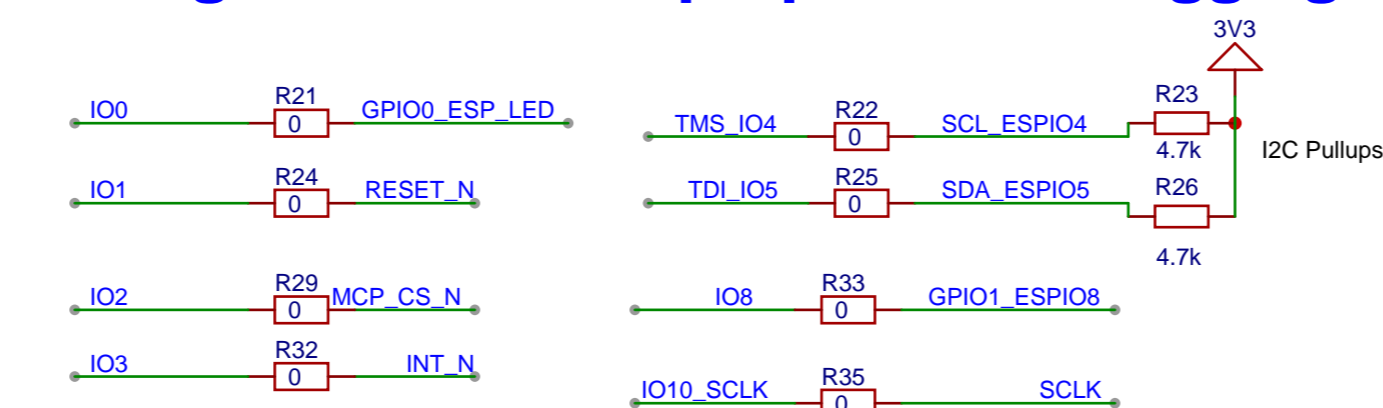 3V3
R21
IO0
GPIO0_ESP_LED
0
R22
TMS_IO4
SCL_ESPIO4
0
R23
4.7k
I2C Pullups
R24
IO1
RESET_N
0
R25
TDI_IO5
SDA_ESPIO5
0
R26
4.7k
R29
IO2
MCP_CS_N
0
R33
IO8
GPIO1_ESPIO8
0
R32
IO3
INT_N
0
R35
IO10_SCLK
SCLK
0